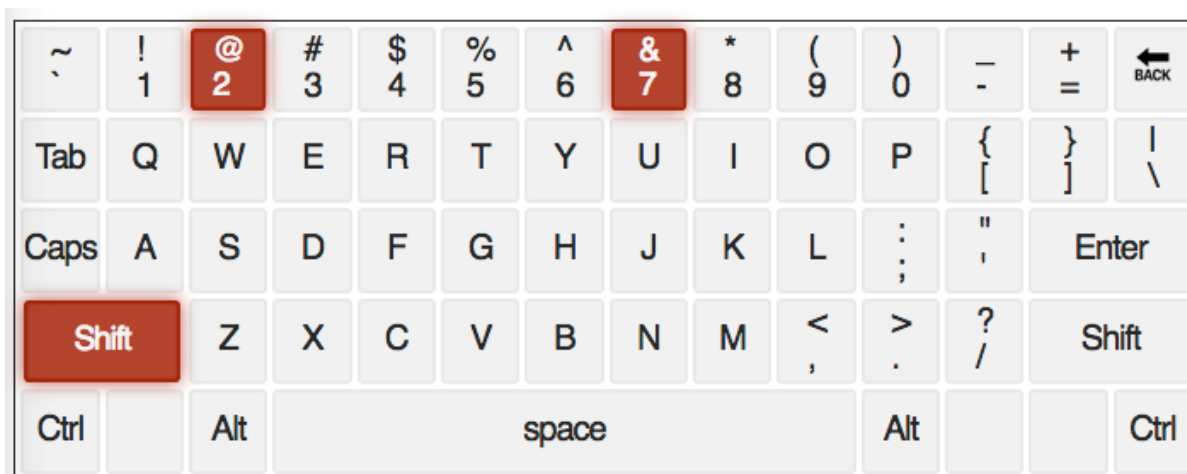 ~ ! @ # $ % ^ & * ( ) _ +
` 1 2 3 4 5 6 7 8 9 0 - = BACK
Tab Q W E R T Y U I O P { } |
[ ] \
Caps A S D F G H J K L : " Enter
; '
Shift Z X C V B N M < > ? Shift
, . /
Ctrl Alt space Alt Ctrl